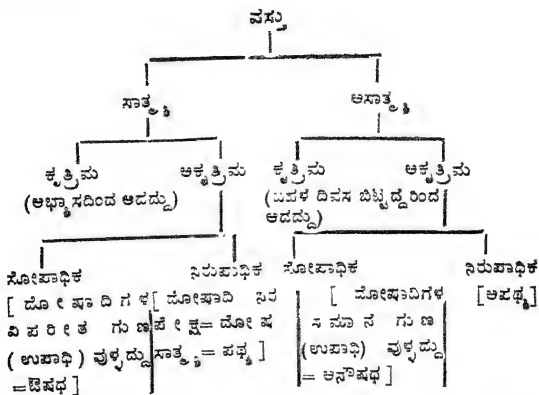 ವಸ್ತು
ಸಾತ್ಮ್ಯ ಅಸಾತ್ಮ್ಯ
ಕೃತ್ರಿಮ ಅಕೃತ್ರಿಮ ಕೃತ್ರಿಮ ಅಕೃತ್ರಿಮ
(ಅಭ್ಯಾಸದಿಂದ ಆದದ್ದು) (ಬಹಳ ದಿವಸ ಬಿಟ್ಟದ್ದರಿಂದ
ಆದದ್ದು)
ಸೋಪಾಧಿಕ ನಿರುಪಾಧಿಕ ಸೋಪಾಧಿಕ ನಿರುಪಾಧಿಕ
[ ದೋಷಾದಿಗಳ [ ದೋಷಾದಿ ನಿರ [ ದೋಷಾದಿಗಳ [ಅಪಥ್ಯ]
ವಿಪರೀತ ಗುಣ ಪೇಕ್ಷ=ದೋಷ ಸಮಾನ ಗುಣ
(ಉಪಾಧಿ) ವುಳ್ಳದ್ದು ಸಾತ್ಮ್ಯ = ಪಥ್ಯ ] (ಉಪಾಧಿ) ವುಳ್ಳದ್ದು
=ಔಷಧ ] = ಅನೌಷಧ ]